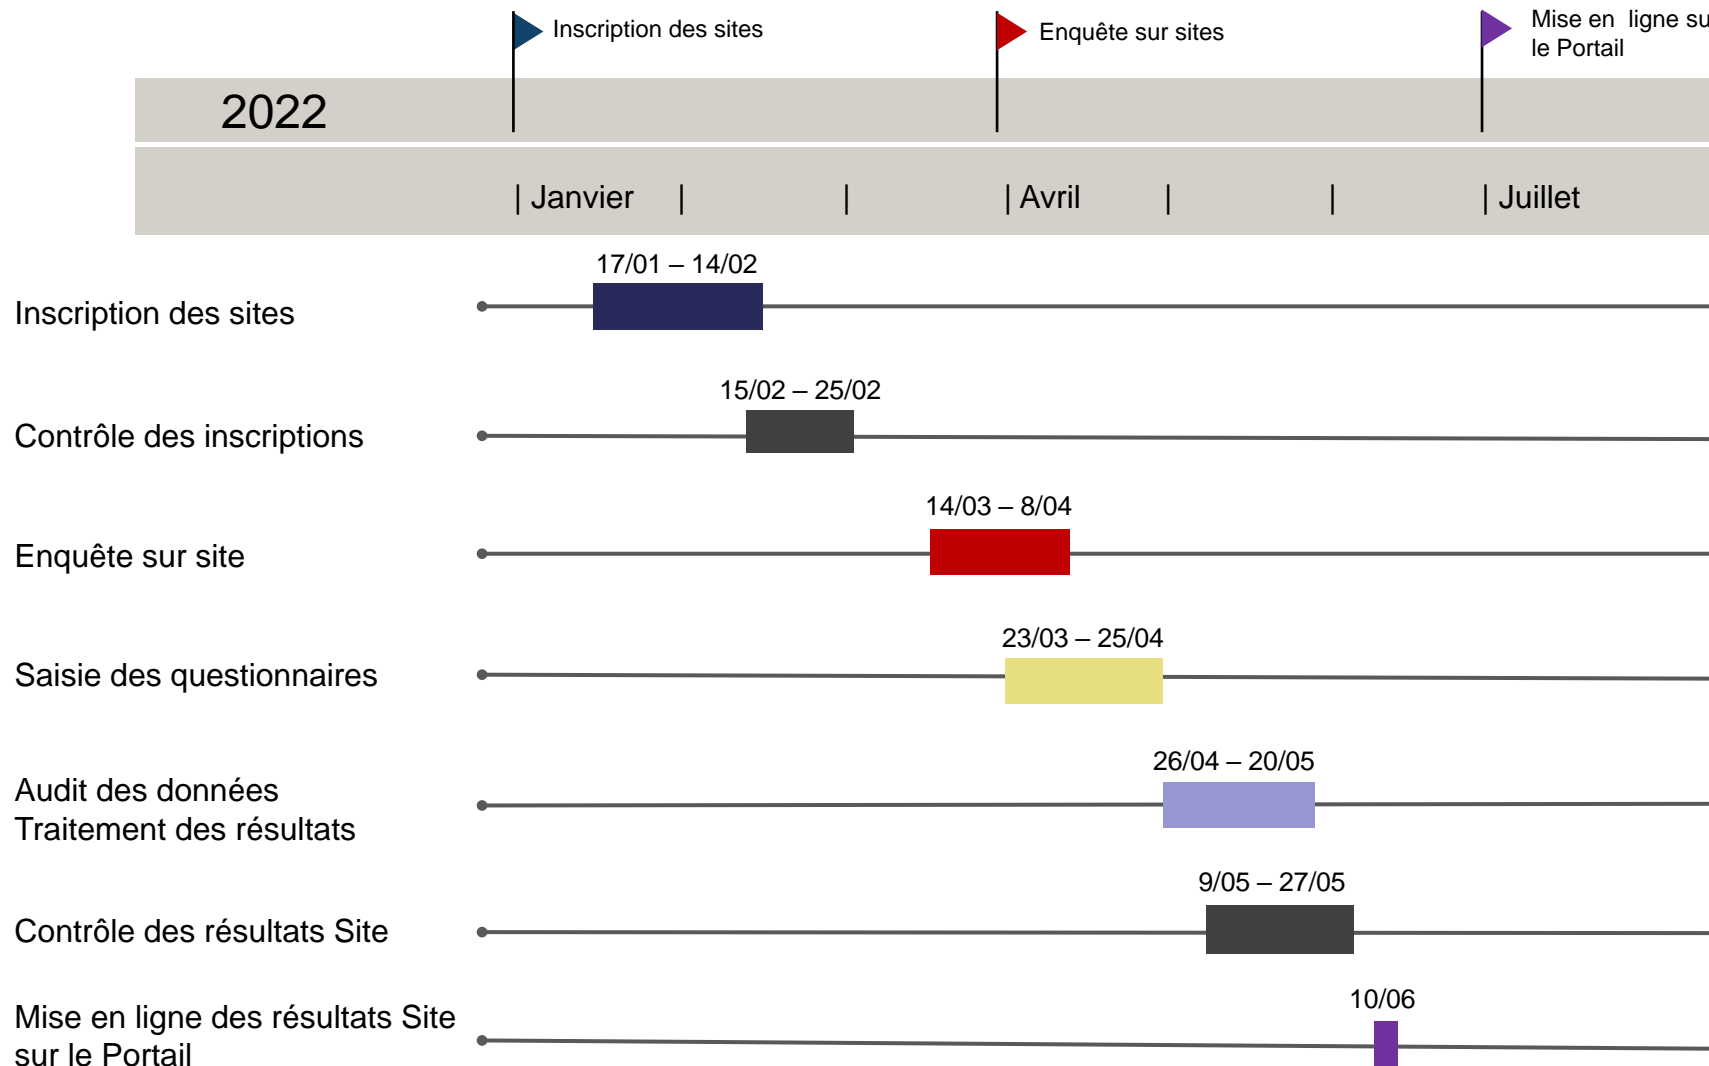 Inscription des sites
Enquête sur sites
Mise en ligne su
le Portail
2022
| Janvier | | | Avril | | | Juillet
17/01 – 14/02
Inscription des sites
15/02 – 25/02
Contrôle des inscriptions
14/03 – 8/04
Enquête sur site
23/03 – 25/04
Saisie des questionnaires
26/04 – 20/05
Audit des données
Traitement des résultats
9/05 – 27/05
Contrôle des résultats Site
10/06
Mise en ligne des résultats Site
sur le Portail